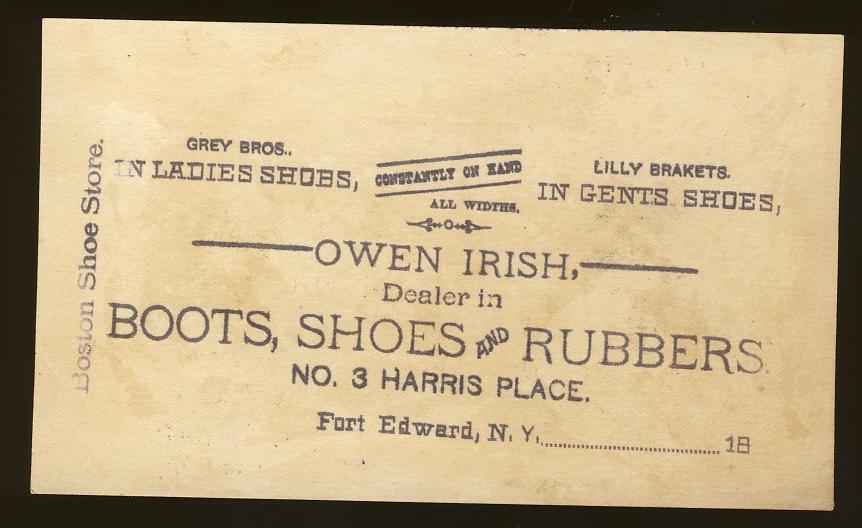 Boston Shoe Store.
GREY BROS.,
IN LADIES SHOES,
CONSTANTLY ON HAND
ALL WIDTHS.
LILLY BRAKETS.
IN GENTS SHOES,
OWEN IRISH,
Dealer in
BOOTS, SHOES AND RUBBERS.
NO. 3 HARRIS PLACE.
Fort Edward, N. Y., 18